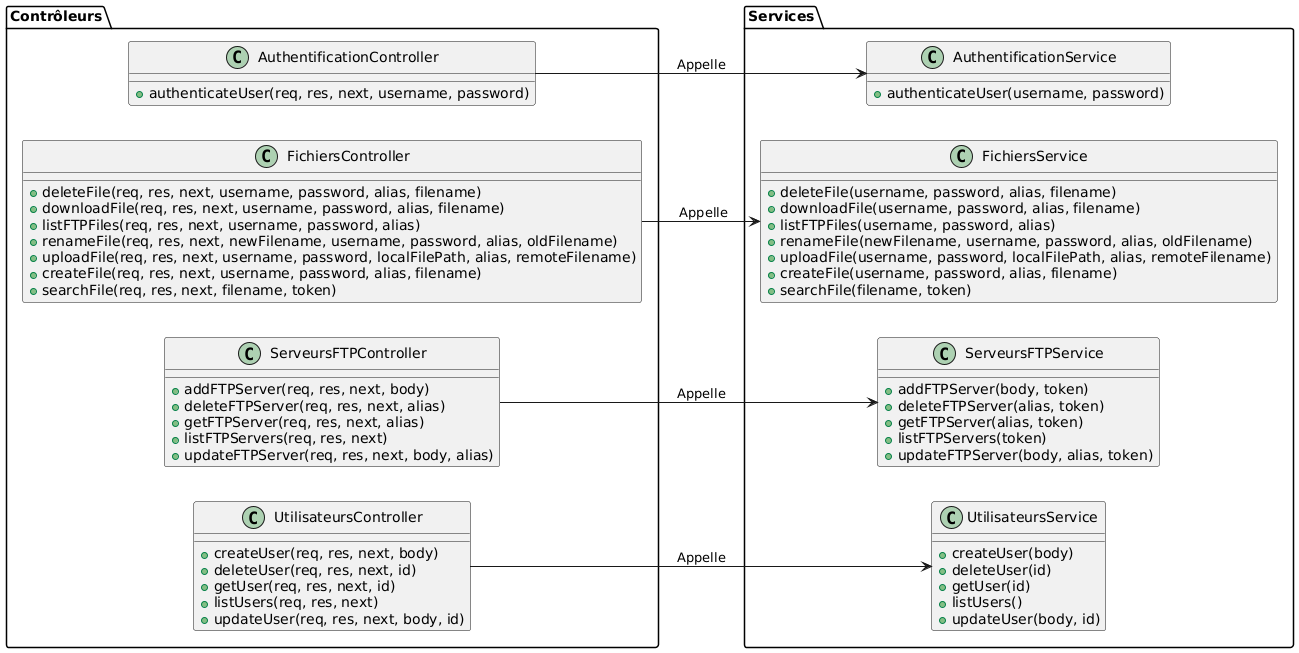 Contrôleurs
AuthentificationController
authenticateUser(req, res, next, username, password)
FichiersController
deleteFile(req, res, next, username, password, alias, filename)
downloadFile(req, res, next, username, password, alias, filename)
listFTPFiles(req, res, next, username, password, alias)
renameFile(req, res, next, newFilename, username, password, alias, oldFilename)
uploadFile(req, res, next, username, password, localFilePath, alias, remoteFilename)
createFile(req, res, next, username, password, alias, filename)
searchFile(req, res, next, filename, token)
ServeursFTPController
addFTPServer(req, res, next, body)
deleteFTPServer(req, res, next, alias)
getFTPServer(req, res, next, alias)
listFTPServers(req, res, next)
updateFTPServer(req, res, next, body, alias)
UtilisateursController
createUser(req, res, next, body)
deleteUser(req, res, next, id)
getUser(req, res, next, id)
listUsers(req, res, next)
updateUser(req, res, next, body, id)
Appelle
Appelle
Appelle
Appelle
Services
AuthentificationService
authenticateUser(username, password)
FichiersService
deleteFile(username, password, alias, filename)
downloadFile(username, password, alias, filename)
listFTPFiles(username, password, alias)
renameFile(newFilename, username, password, alias, oldFilename)
uploadFile(username, password, localFilePath, alias, remoteFilename)
createFile(username, password, alias, filename)
searchFile(filename, token)
ServeursFTPService
addFTPServer(body, token)
deleteFTPServer(alias, token)
getFTPServer(alias, token)
listFTPServers(token)
updateFTPServer(body, alias, token)
UtilisateursService
createUser(body)
deleteUser(id)
getUser(id)
listUsers()
updateUser(body, id)